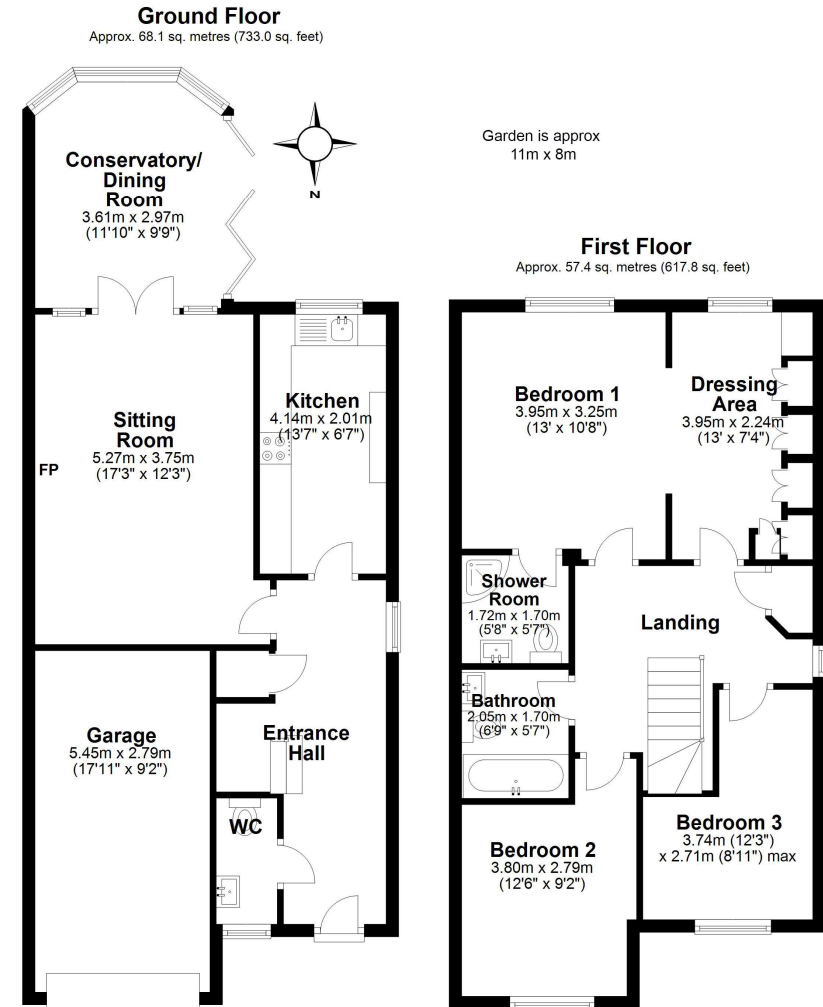 Ground Floor
Approx. 68.1 sq. metres (733.0 sq. feet)
Conservatory/
Dining
Room
3.61m x 2.97m
(11'10" x 9'9")
N
Garden is approx
11m x 8m
Sitting
Room
5.27m x 3.75m
(17'3" x 12'3")
FP
Kitchen
4.14m x 2.01m
(13'7" x 6'7")
Garage
5.45m x 2.79m
(17'11" x 9'2")
Entrance
Hall
WC
First Floor
Approx. 57.4 sq. metres (617.8 sq. feet)
Bedroom 1
3.95m x 3.25m
(13' x 10'8")
Dressing
Area
3.95m x 2.24m
(13' x 7'4")
Shower
Room
1.72m x 1.70m
(5'8" x 5'7")
Landing
Bathroom
2.05m x 1.70m
(6'9" x 5'7")
Bedroom 2
3.80m x 2.79m
(12'6" x 9'2")
Bedroom 3
3.74m (12'3")
x 2.71m (8'11") max